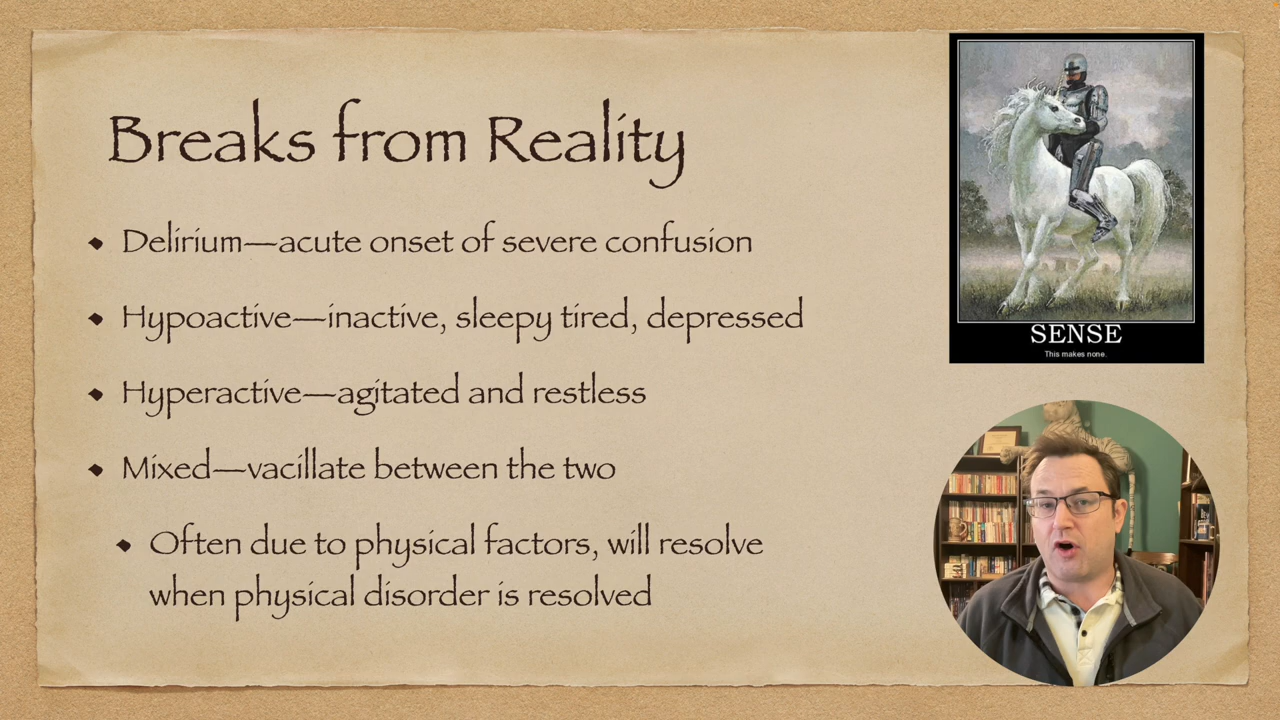 Breaks from Reality
Delirium—acute onset of severe confusion
Hypoactive—inactive, sleepy tired, depressed
Hyperactive—agitated and restless
Mixed—vacillate between the two
Often due to physical factors, will resolve
when physical disorder is resolved
SENSE
This makes none.